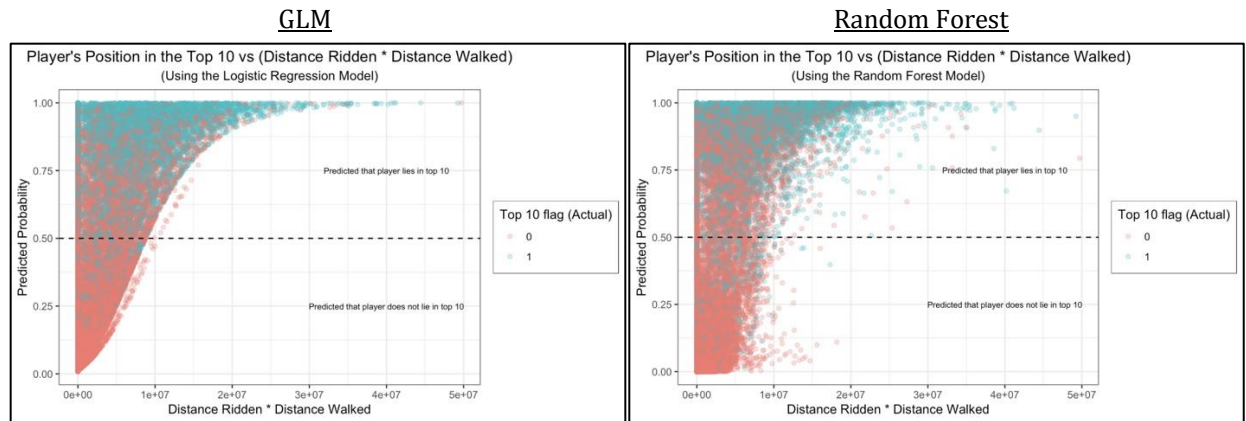 GLM
Player's Position in the Top 10 vs (Distance Ridden * Distance Walked)
(Using the Logistic Regression Model)
Predicted Probability
1.00
0.75
0.50
0.25
0.00
Predicted that player lies in top 10
Predicted that player does not lie in top 10
Top 10 flag (Actual)
0
1
0e+00 1e+07 2e+07 3e+07 4e+07 5e+07
Distance Ridden * Distance Walked
Random Forest
Player's Position in the Top 10 vs (Distance Ridden * Distance Walked)
(Using the Random Forest Model)
Predicted Probability
1.00
0.75
0.50
0.25
0.00
Predicted that player lies in top 10
Predicted that player does not lie in top 10
Top 10 flag (Actual)
0
1
0e+00 1e+07 2e+07 3e+07 4e+07 5e+07
Distance Ridden * Distance Walked